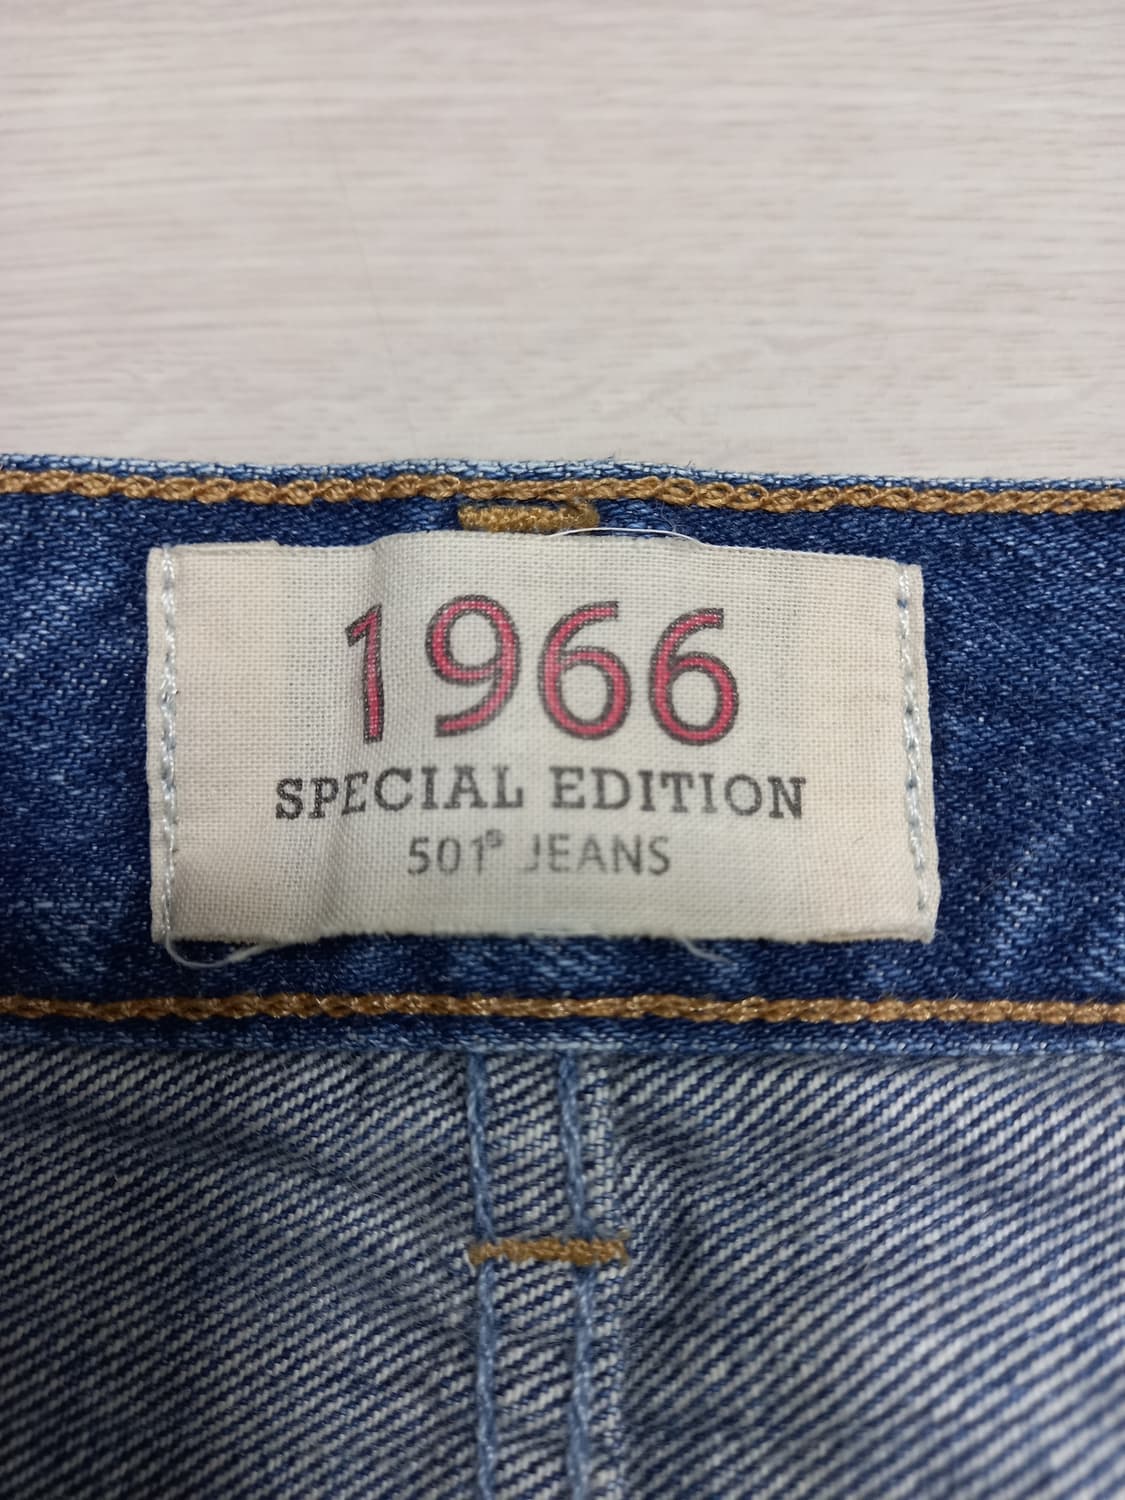 1966
SPECIAL EDITION
501® JEANS